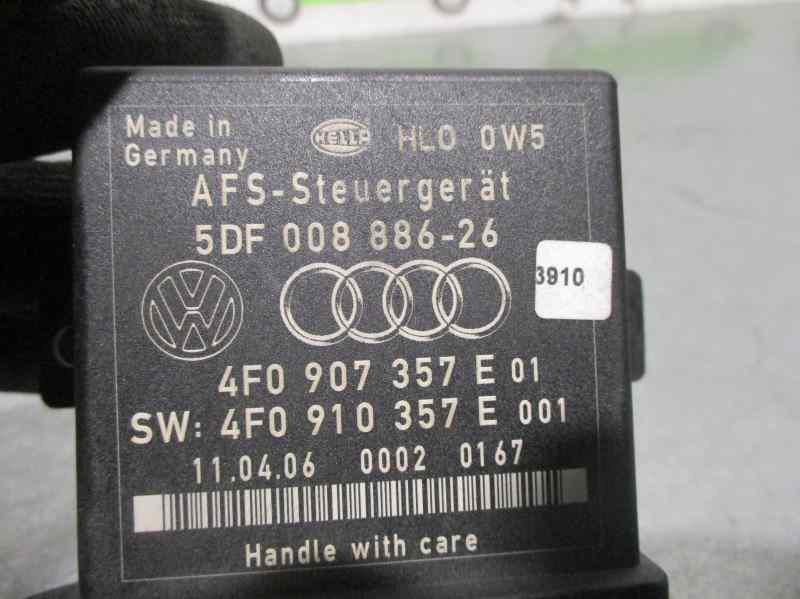 Made in
Germany
HELLA HLO 0W5
AFS-Steuergerät
5DF 008 886-26
3910
4F0 907 357 E 01
SW: 4F0 910 357 E 001
11.04.06 0002 0167
Handle with care